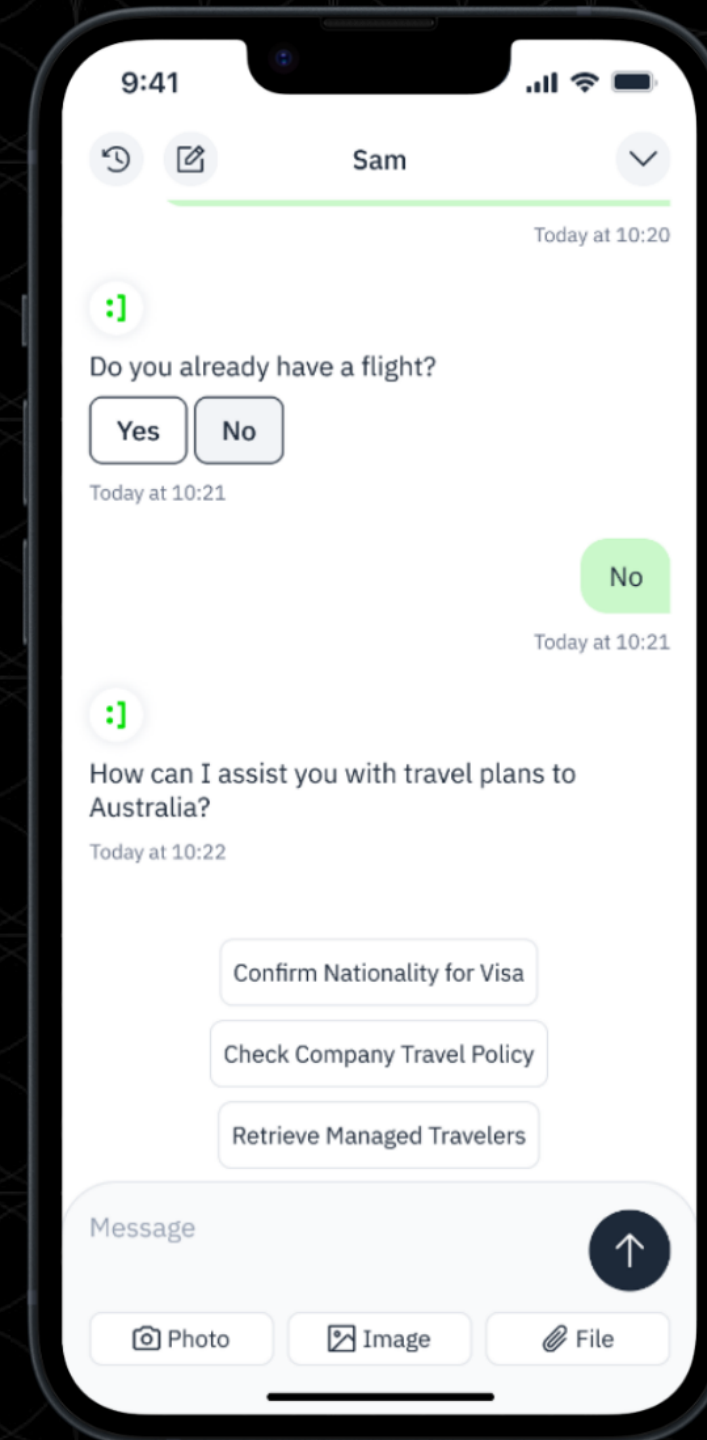 9:41
Sam
Today at 10:20
:]
Do you already have a flight?
Yes
No
Today at 10:21
No
Today at 10:21
:]
How can I assist you with travel plans to
Australia?
Today at 10:22
Confirm Nationality for Visa
Check Company Travel Policy
Retrieve Managed Travelers
Message
Photo
Image
File